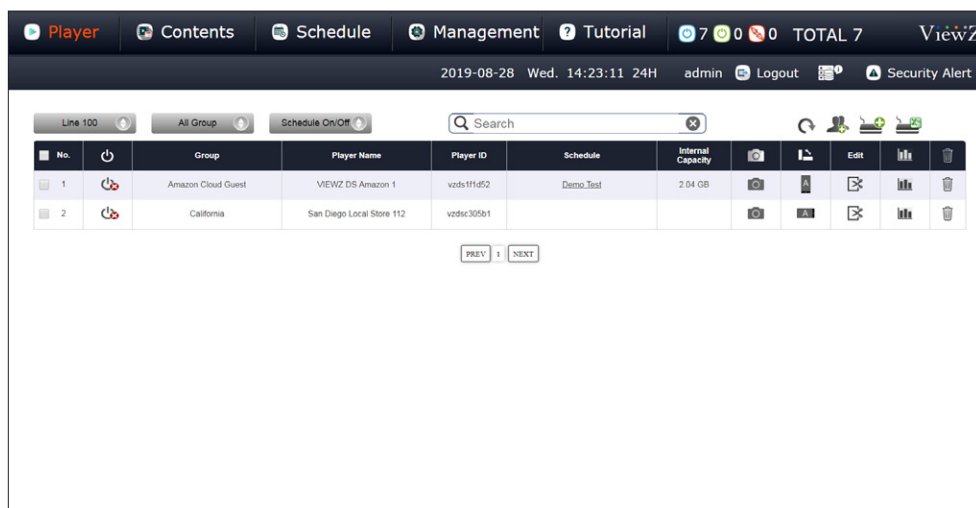 Player Contents Schedule Management Tutorial 7 0 0 TOTAL 7 ViewZ
2019-08-28 Wed. 14:23:11 24H admin Logout Security Alert
Line 100 All Group Schedule On/Off Search
No. Group Player Name Player ID Schedule Internal Capacity Edit
1 Amazon Cloud Guest VIEWZ DS Amazon 1 vzds1f1d52 Demo Test 2.04 GB A
2 California San Diego Local Store 112 vzdsc305b1 A
PREV 1 NEXT